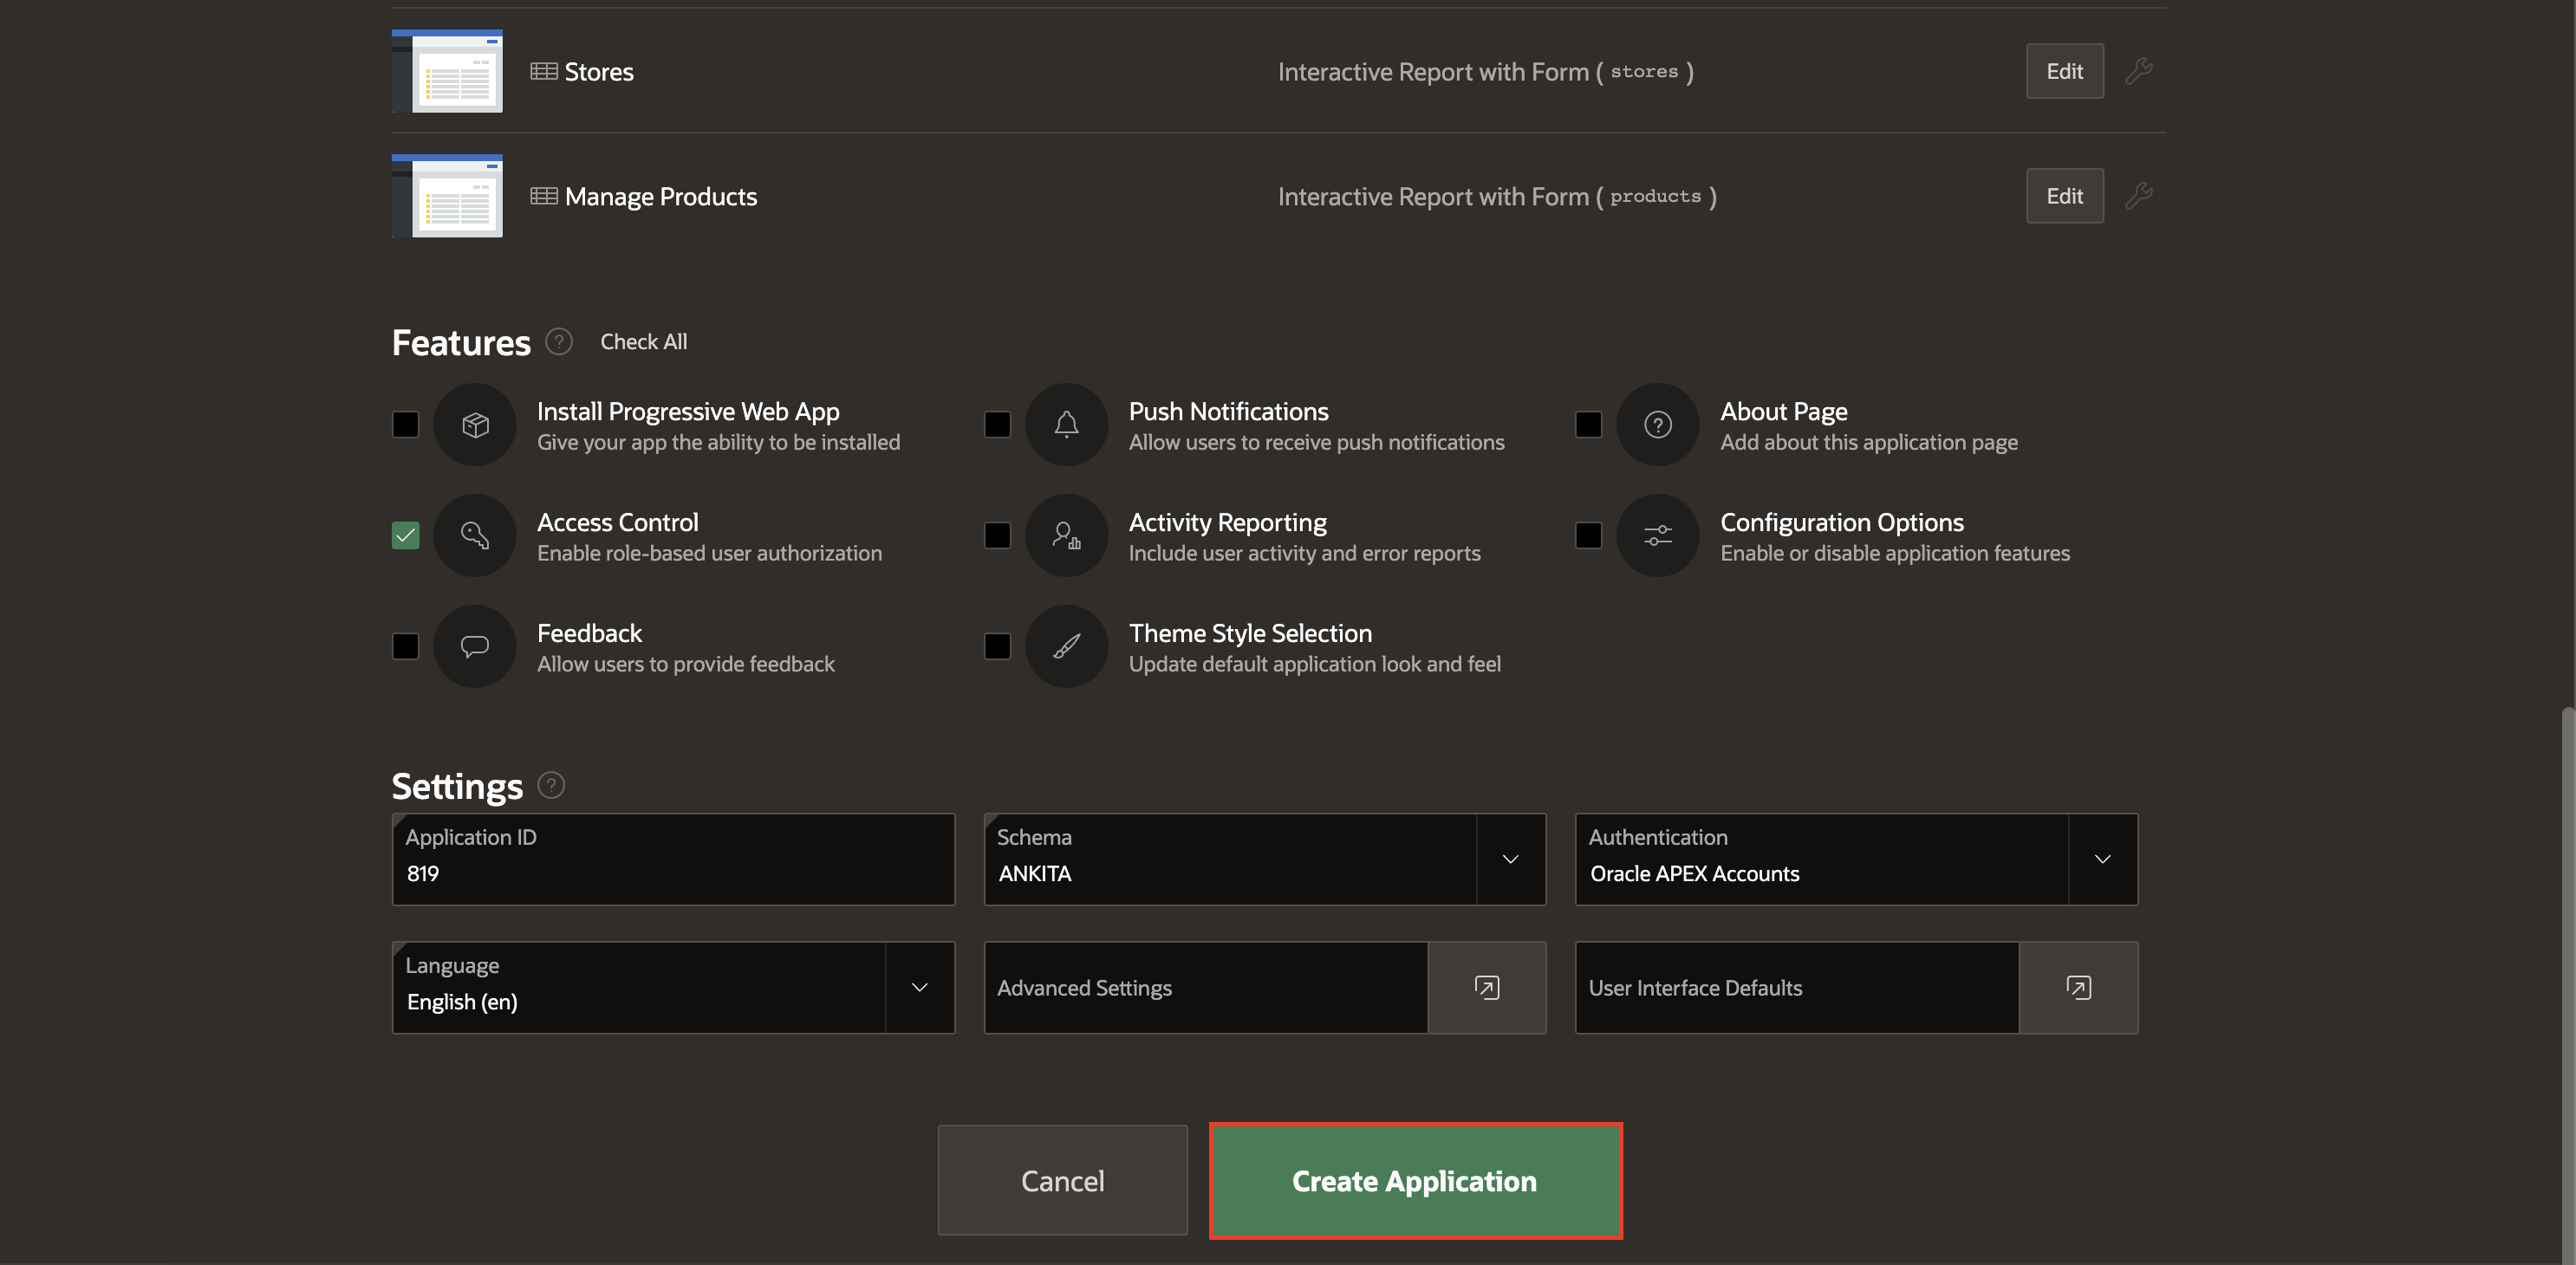 Stores
Interactive Report with Form ( stores )
Edit
Manage Products
Interactive Report with Form ( products )
Edit
Features ? Check All
Install Progressive Web App
Give your app the ability to be installed
Push Notifications
Allow users to receive push notifications
? About Page
Add about this application page
Access Control
Enable role-based user authorization
Activity Reporting
Include user activity and error reports
Configuration Options
Enable or disable application features
Feedback
Allow users to provide feedback
Theme Style Selection
Update default application look and feel
Settings ?
Application ID
819
Schema
ANKITA
Authentication
Oracle APEX Accounts
Language
English (en)
Advanced Settings
User Interface Defaults
Cancel
Create Application